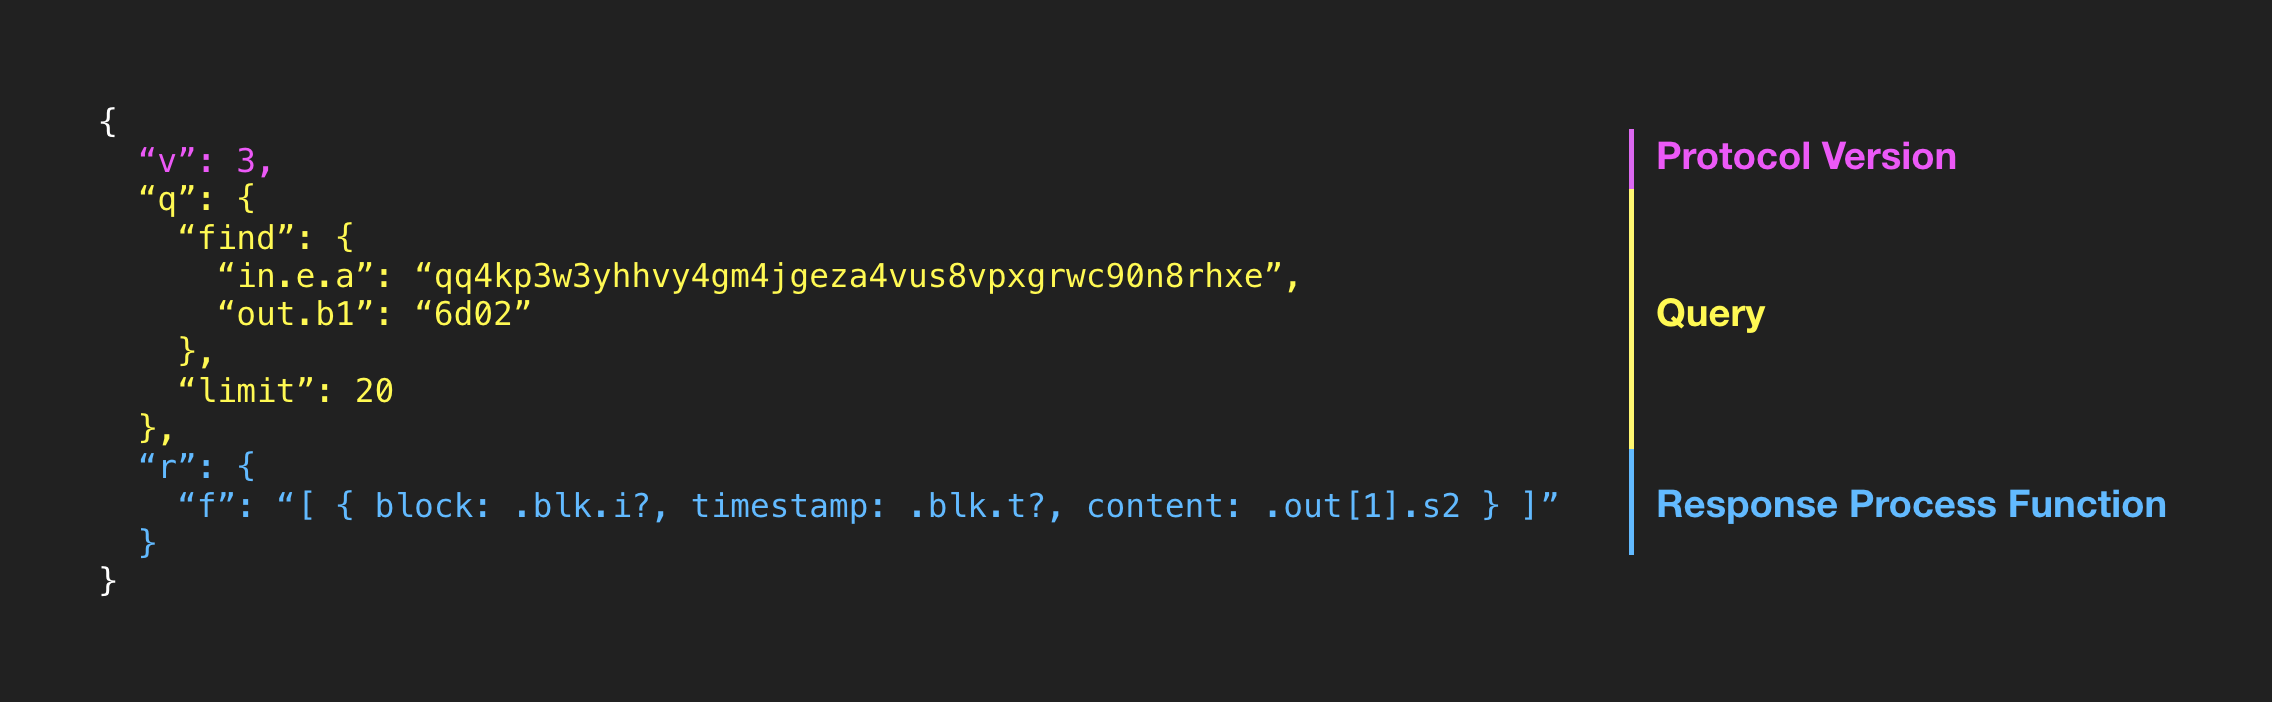 {
“v”: 3,
“q”: {
“find”: {
“in.e.a”: “qq4kp3w3yhhvy4gm4jgeza4vus8vpxgrwc90n8rhxe”,
“out.b1”: “6d02”
},
“limit”: 20
},
“r”: {
“f”: “[ { block: .blk.i?, timestamp: .blk.t?, content: .out[1].s2 } ]”
}
}
Protocol Version
Query
Response Process Function